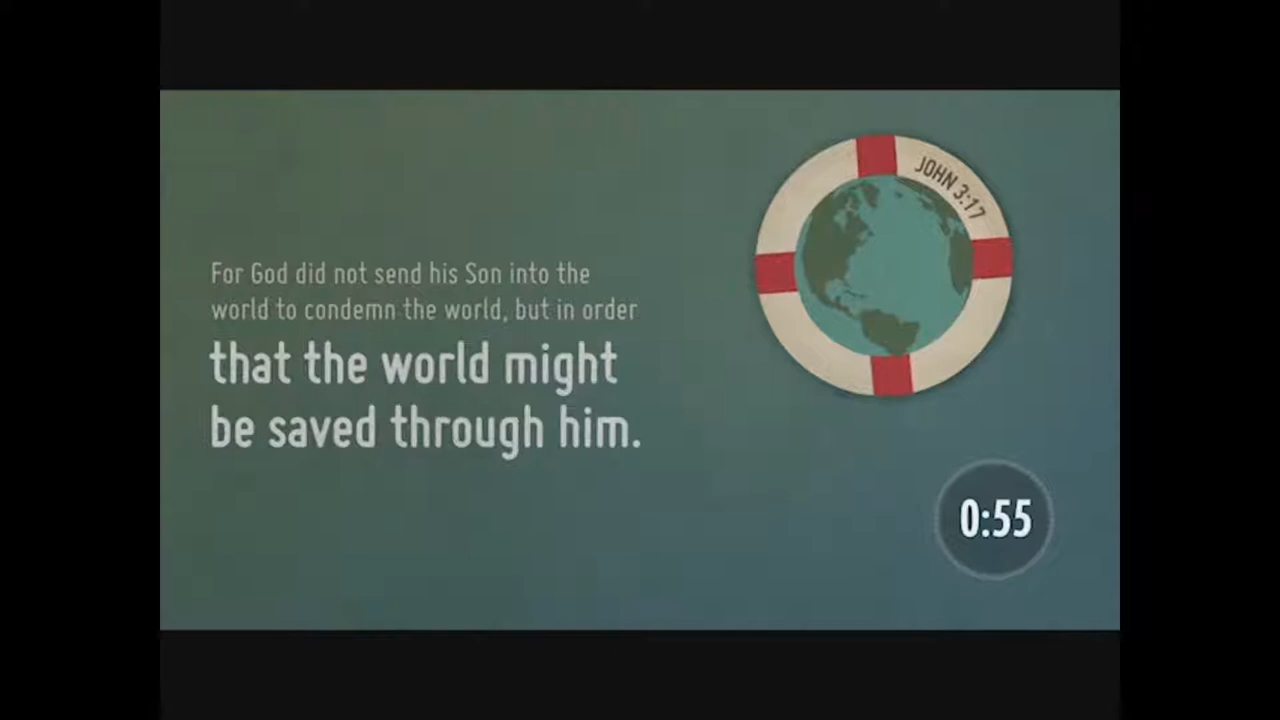 JOHN 3:17
For God did not send his Son into the
world to condemn the world, but in order
that the world might
be saved through him.
0:55